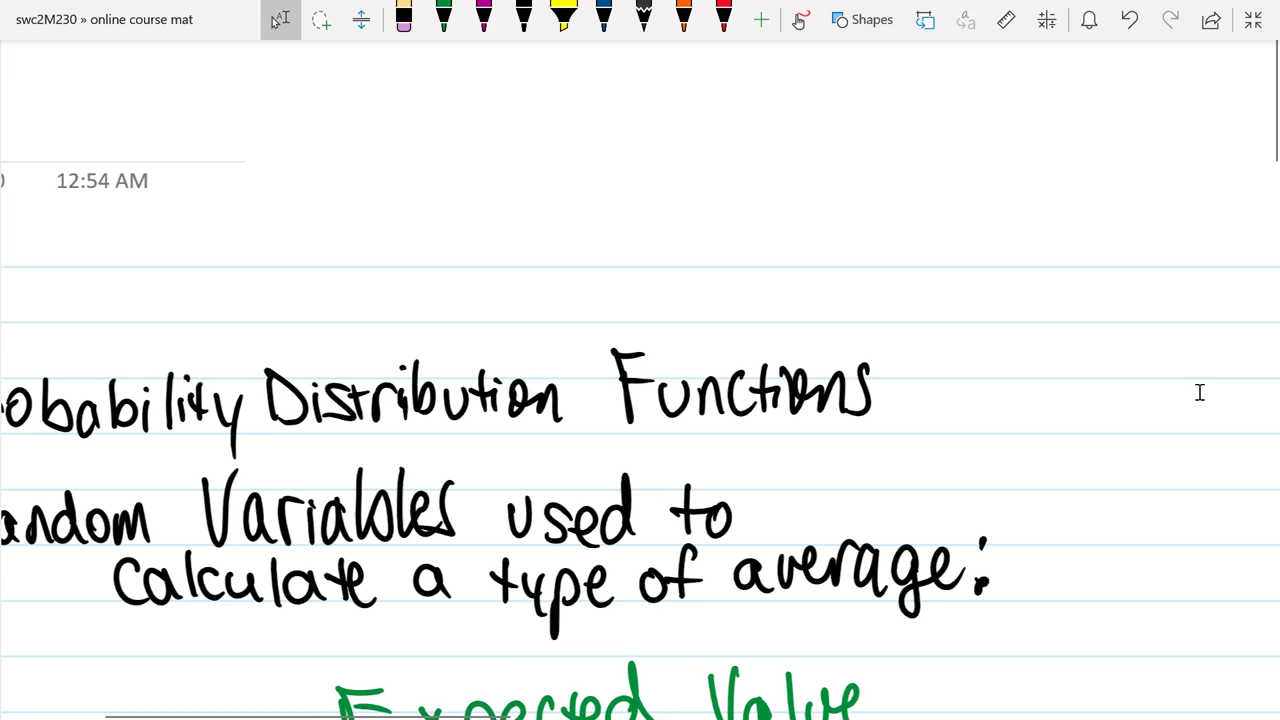 swc2M230 » online course mat
Shapes
12:54 AM
obability Distribution Functions
andom Variables used to
calculate a type of average:
Expected Value